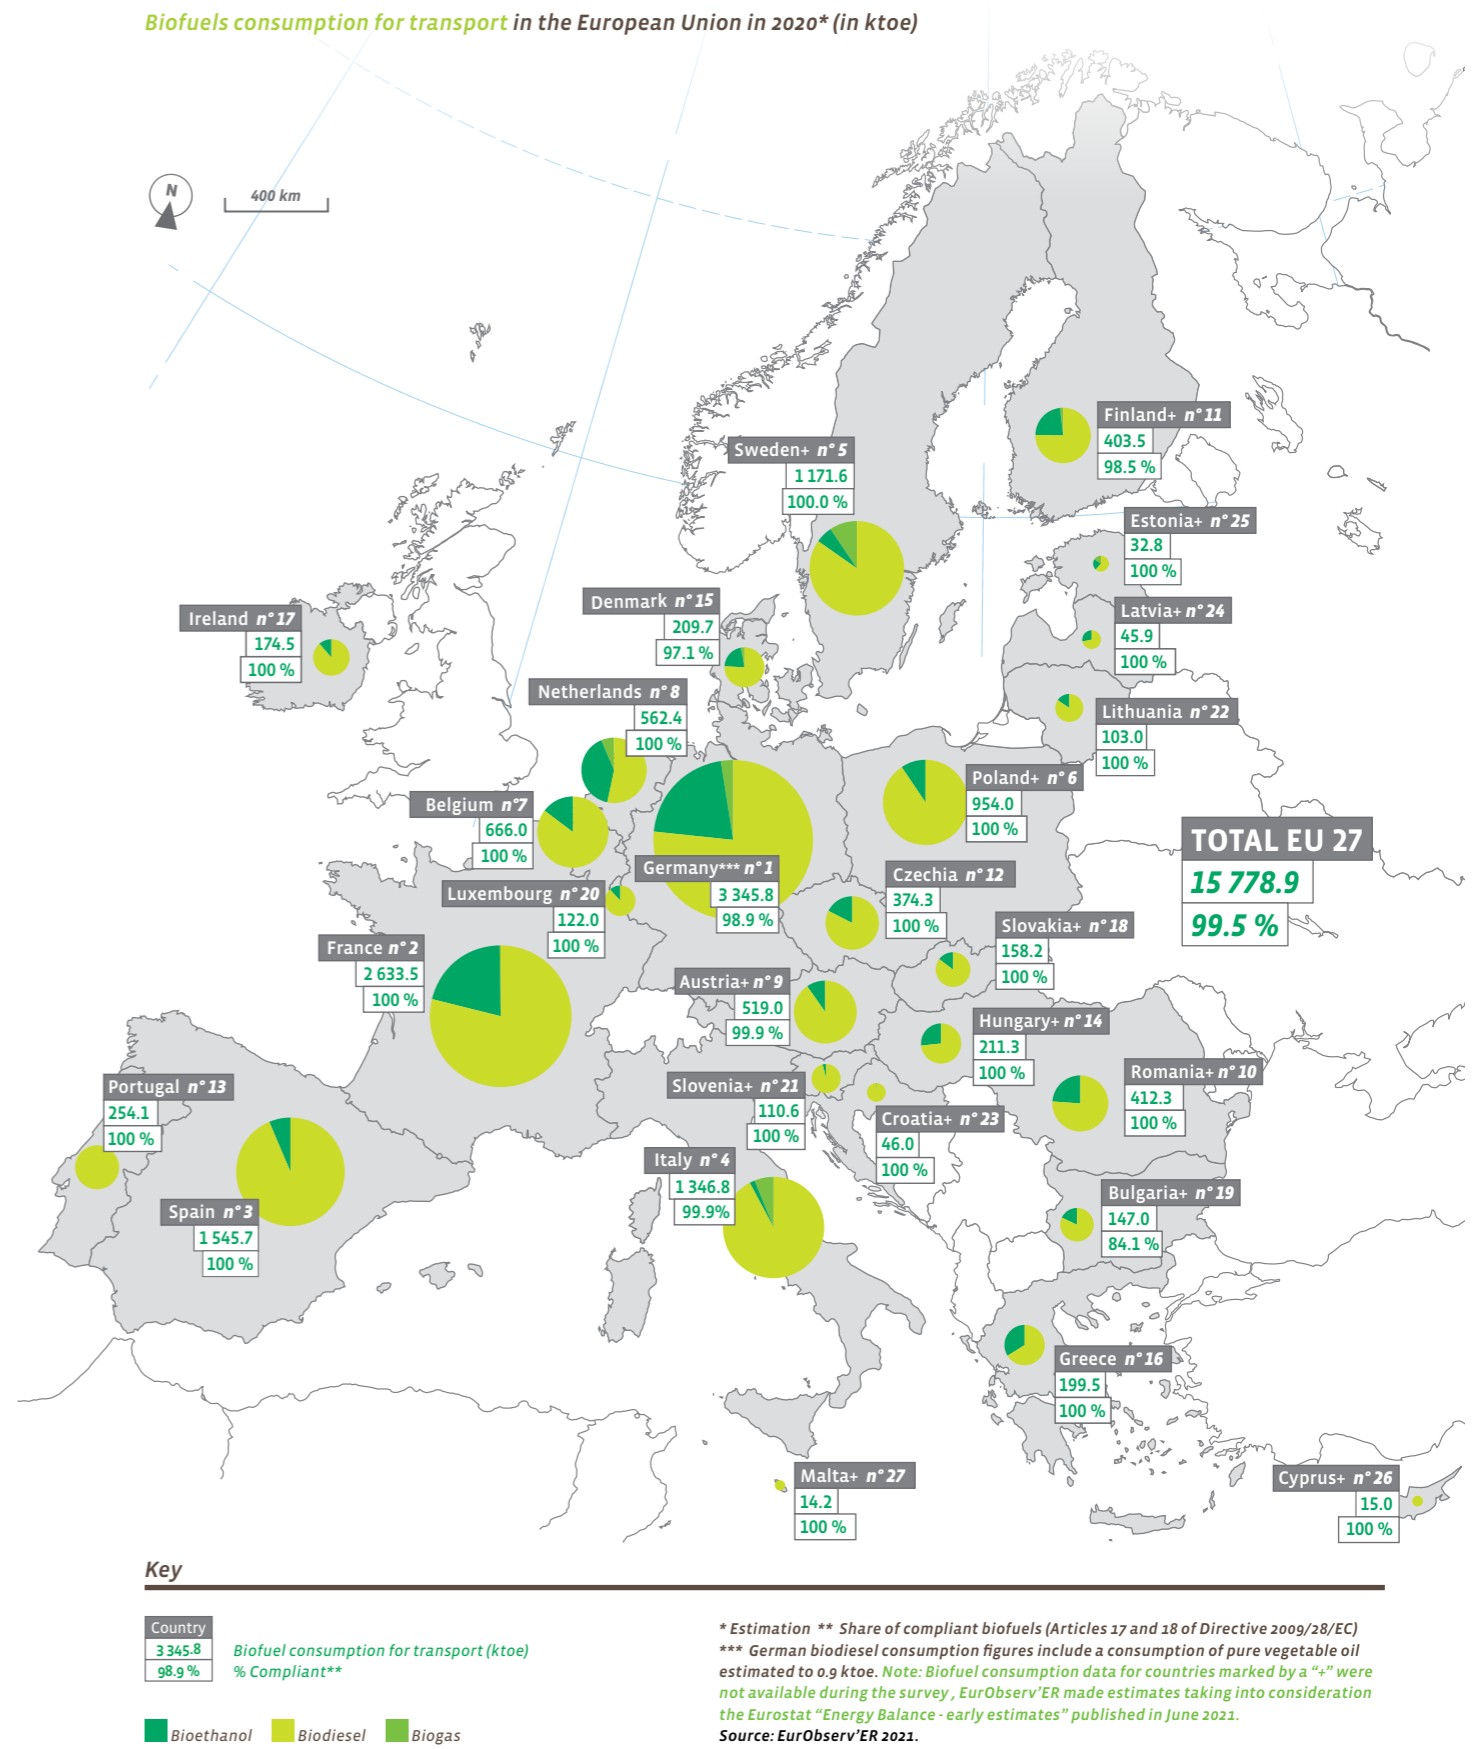 Biofuels consumption for transport in the European Union in 2020* (in ktoe)
N
400 km
Finland+ n° 11
403.5
98.5 %
Sweden+ n° 5
1 171.6
100.0 %
Estonia+ n° 25
32.8
100 %
Ireland n° 17
174.5
100 %
Denmark n° 15
209.7
97.1 %
Latvia+ n° 24
45.9
100 %
Netherlands n° 8
562.4
100 %
Lithuania n° 22
103.0
100 %
Belgium n°7
666.0
100 %
Poland+ n° 6
954.0
100 %
TOTAL EU 27
15 778.9
99.5 %
Germany*** n° 1
3 345.8
98.9 %
Luxembourg n° 20
122.0
100 %
Czechia n° 12
374.3
100 %
Slovakia+ n° 18
158.2
100 %
France n° 2
2 633.5
100 %
Austria+ n° 9
519.0
99.9 %
Hungary+ n° 14
211.3
100 %
Portugal n° 13
254.1
100 %
Slovenia+ n° 21
110.6
100 %
Romania+ n° 10
412.3
100 %
Croatia+ n° 23
46.0
100 %
Italy n° 4
1 346.8
99.9%
Spain n° 3
1 545.7
100 %
Bulgaria+ n° 19
147.0
84.1 %
Greece n° 16
199.5
100 %
Malta+ n° 27
14.2
100 %
Cyprus+ n° 26
15.0
100 %
Key
Country
3 345.8 Biofuel consumption for transport (ktoe)
98.9 % % Compliant**
Bioethanol Biodiesel Biogas
* Estimation ** Share of compliant biofuels (Articles 17 and 18 of Directive 2009/28/EC)
*** German biodiesel consumption figures include a consumption of pure vegetable oil
estimated to 0.9 ktoe. Note: Biofuel consumption data for countries marked by a “+” were
not available during the survey , EurObserv’ER made estimates taking into consideration
the Eurostat “Energy Balance - early estimates” published in June 2021.
Source: EurObserv’ER 2021.